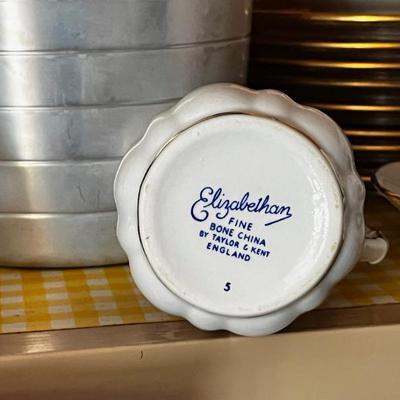 Elizabethan
FINE
BONE CHINA
BY TAYLOR & KENT
ENGLAND
5